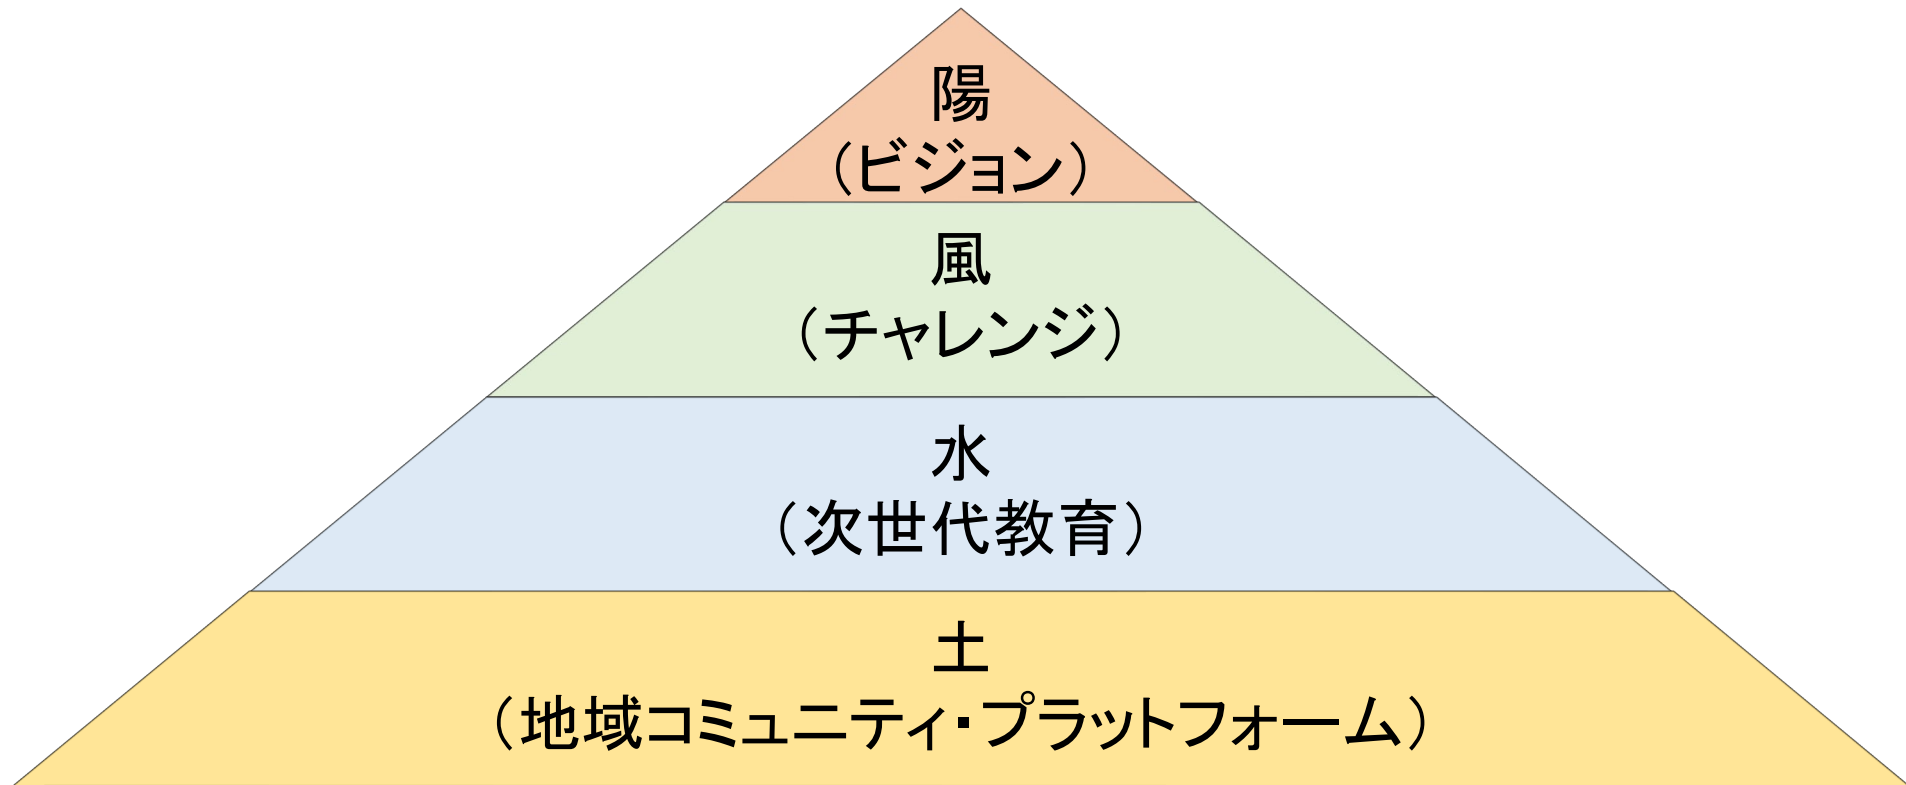 陽
（ビジョン）
風
（チャレンジ）
水
（次世代教育）
土
（地域コミュニティ・プラットフォーム）